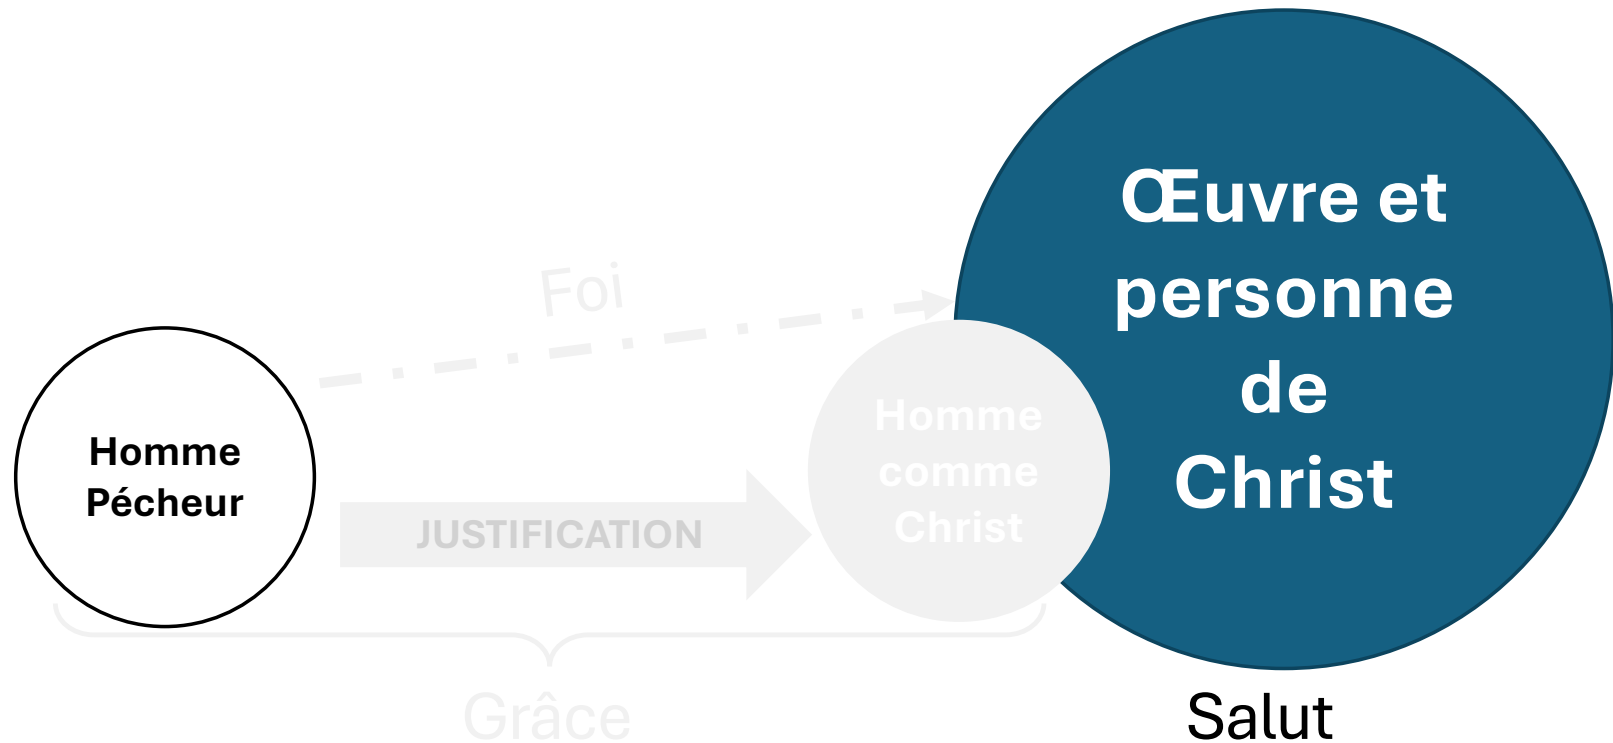 Œuvre et
personne
de
Christ
Foi
Homme
Pécheur
JUSTIFICATION
Homme
comme
Christ
Grâce
Salut